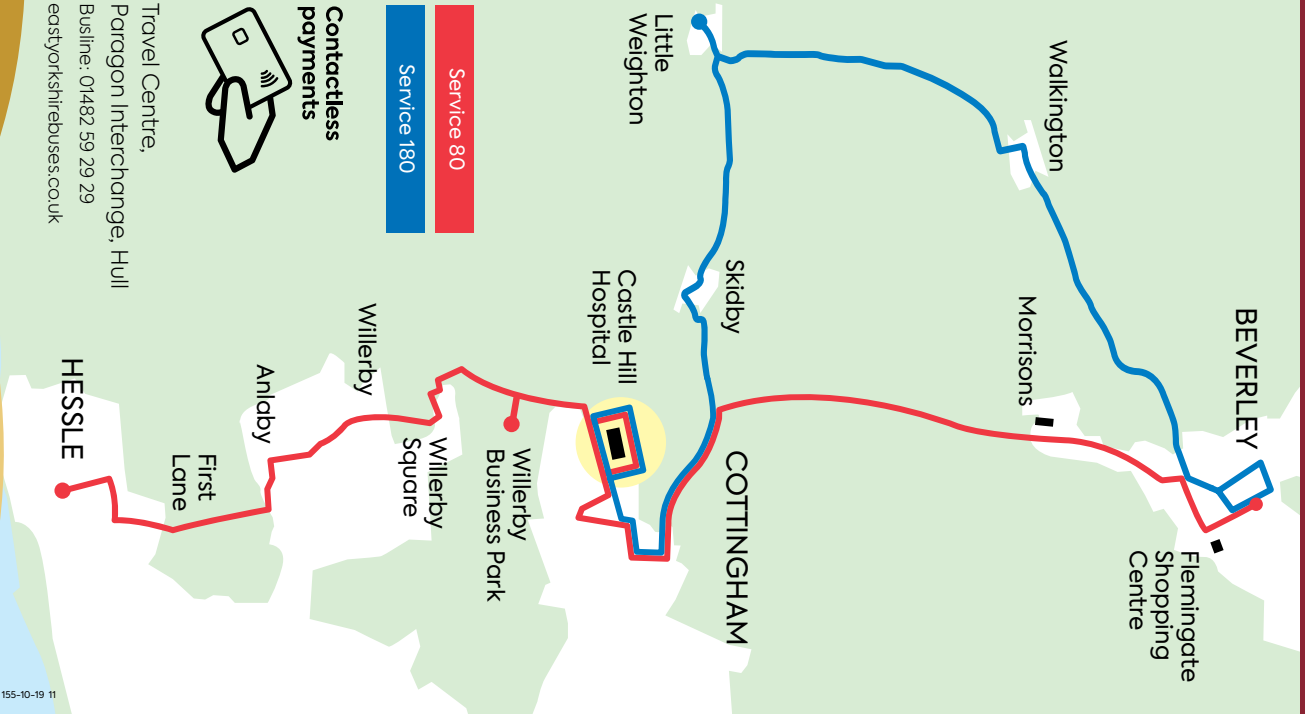 BEVERLEY
Flemingate
Shopping
Centre
Walkington
Morrisons
COTTINGHAM
Skidby
Little
Weighton
Castle Hill
Hospital
Willerby
Business Park
Service 80
Service 180
Willerby
Square
Willerby
Contactless
payments
Anlaby
First
Lane
HESSLE
Travel Centre,
Paragon Interchange, Hull
Busline: 01482 59 29 29
eastyorkshirebuses.co.uk
155-10-19 11